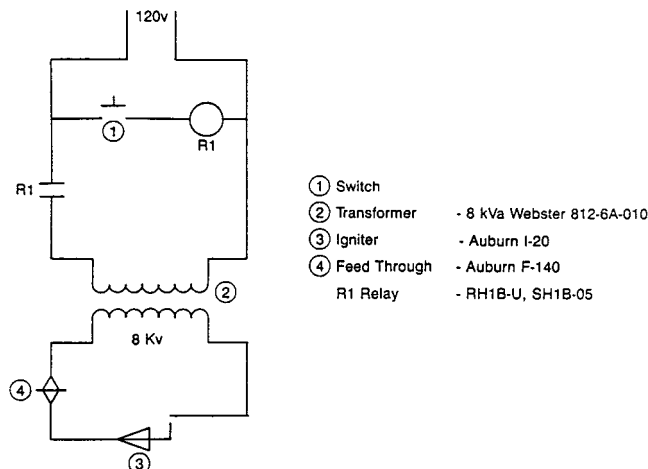 120v
1
R1
R1
2
8 Kv
4
3
1 Switch
2 Transformer - 8 kVa Webster 812-6A-010
3 Igniter - Auburn I-20
4 Feed Through - Auburn F-140
R1 Relay - RH1B-U, SH1B-05